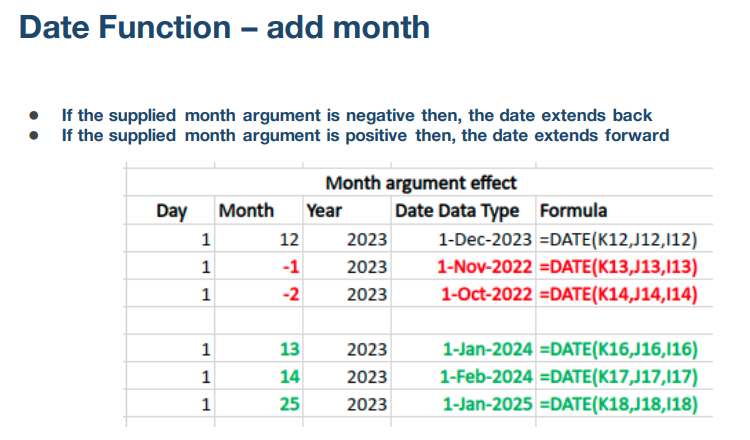 Date Function – add month
● If the supplied month argument is negative then, the date extends back
● If the supplied month argument is positive then, the date extends forward
Month argument effect
Day Month Year Date Data Type Formula
1 12 2023 1-Dec-2023 =DATE(K12,J12,I12)
1 -1 2023 1-Nov-2022 =DATE(K13,J13,I13)
1 -2 2023 1-Oct-2022 =DATE(K14,J14,I14)
1 13 2023 1-Jan-2024 =DATE(K16,J16,I16)
1 14 2023 1-Feb-2024 =DATE(K17,J17,I17)
1 25 2023 1-Jan-2025 =DATE(K18,J18,I18)